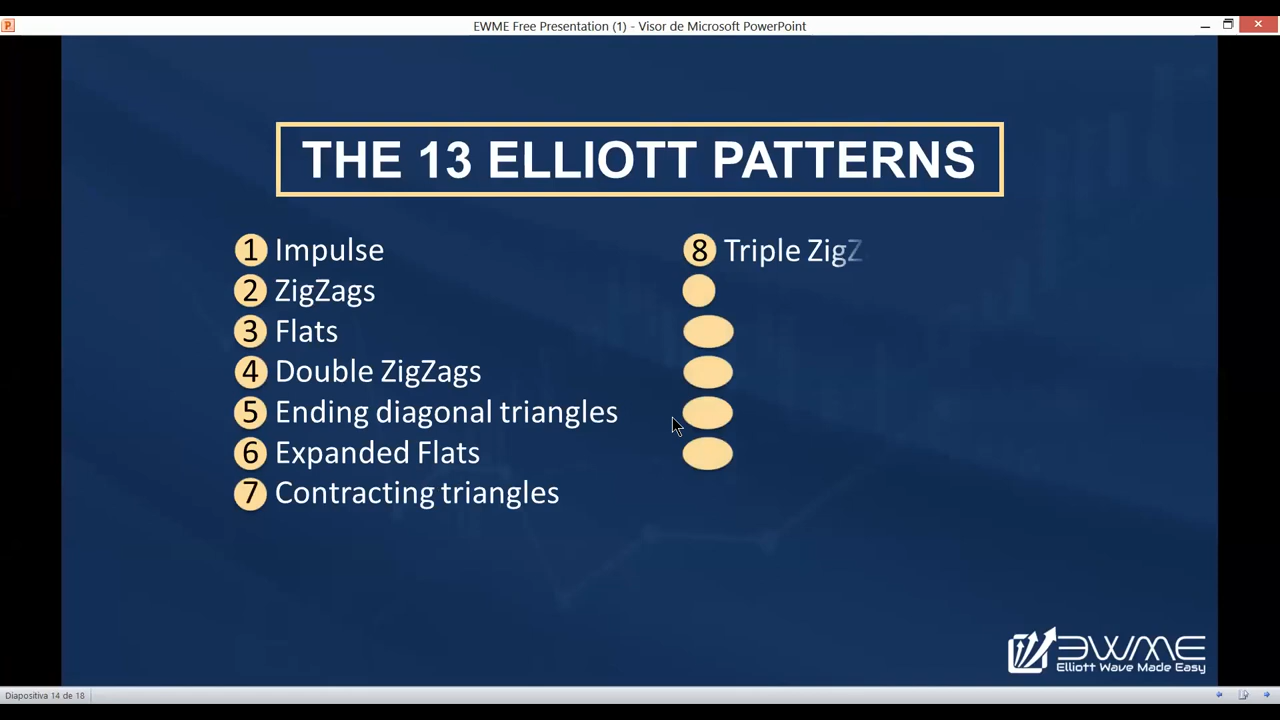 EWME Free Presentation (1) - Visor de Microsoft PowerPoint
THE 13 ELLIOTT PATTERNS
1 Impulse
2 ZigZags
3 Flats
4 Double ZigZags
5 Ending diagonal triangles
6 Expanded Flats
7 Contracting triangles
8 Triple ZigZ
EWME
Elliott Wave Made Easy
Diapositiva 14 de 18